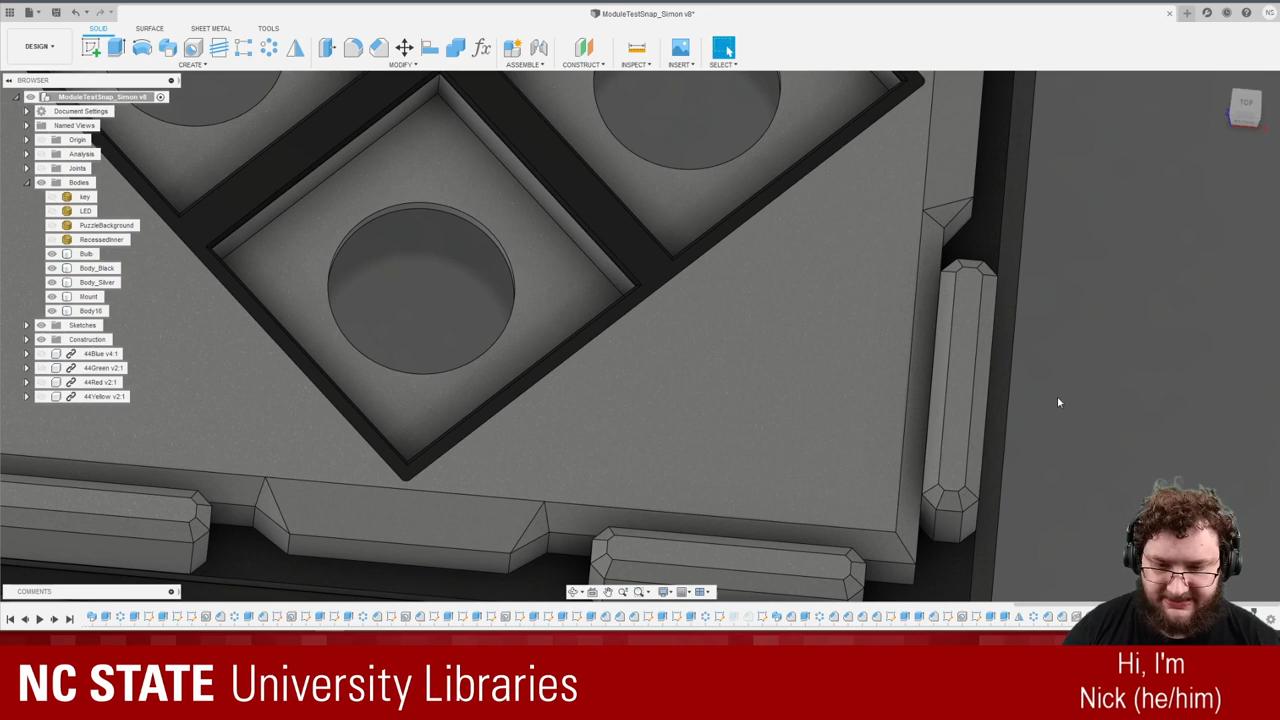 ModuleTestSnap_Simon v8*
NS
DESIGN
SOLID
SURFACE
SHEET METAL
TOOLS
CREATE
MODIFY
ASSEMBLE
CONSTRUCT
INSPECT
INSERT
SELECT
BROWSER
ModuleTestSnap_Simon v8
Document Settings
Named Views
Origin
Analysis
Joints
Bodies
key
LED
PuzzleBackground
RecessedInner
Bulb
Body_Black
Body_Silver
Mount
Body16
Sketches
Construction
44Blue v4:1
44Green v2:1
44Red v2:1
44Yellow v2:1
TOP
COMMENTS
NC STATE University Libraries
Hi, I'm
Nick (he/him)